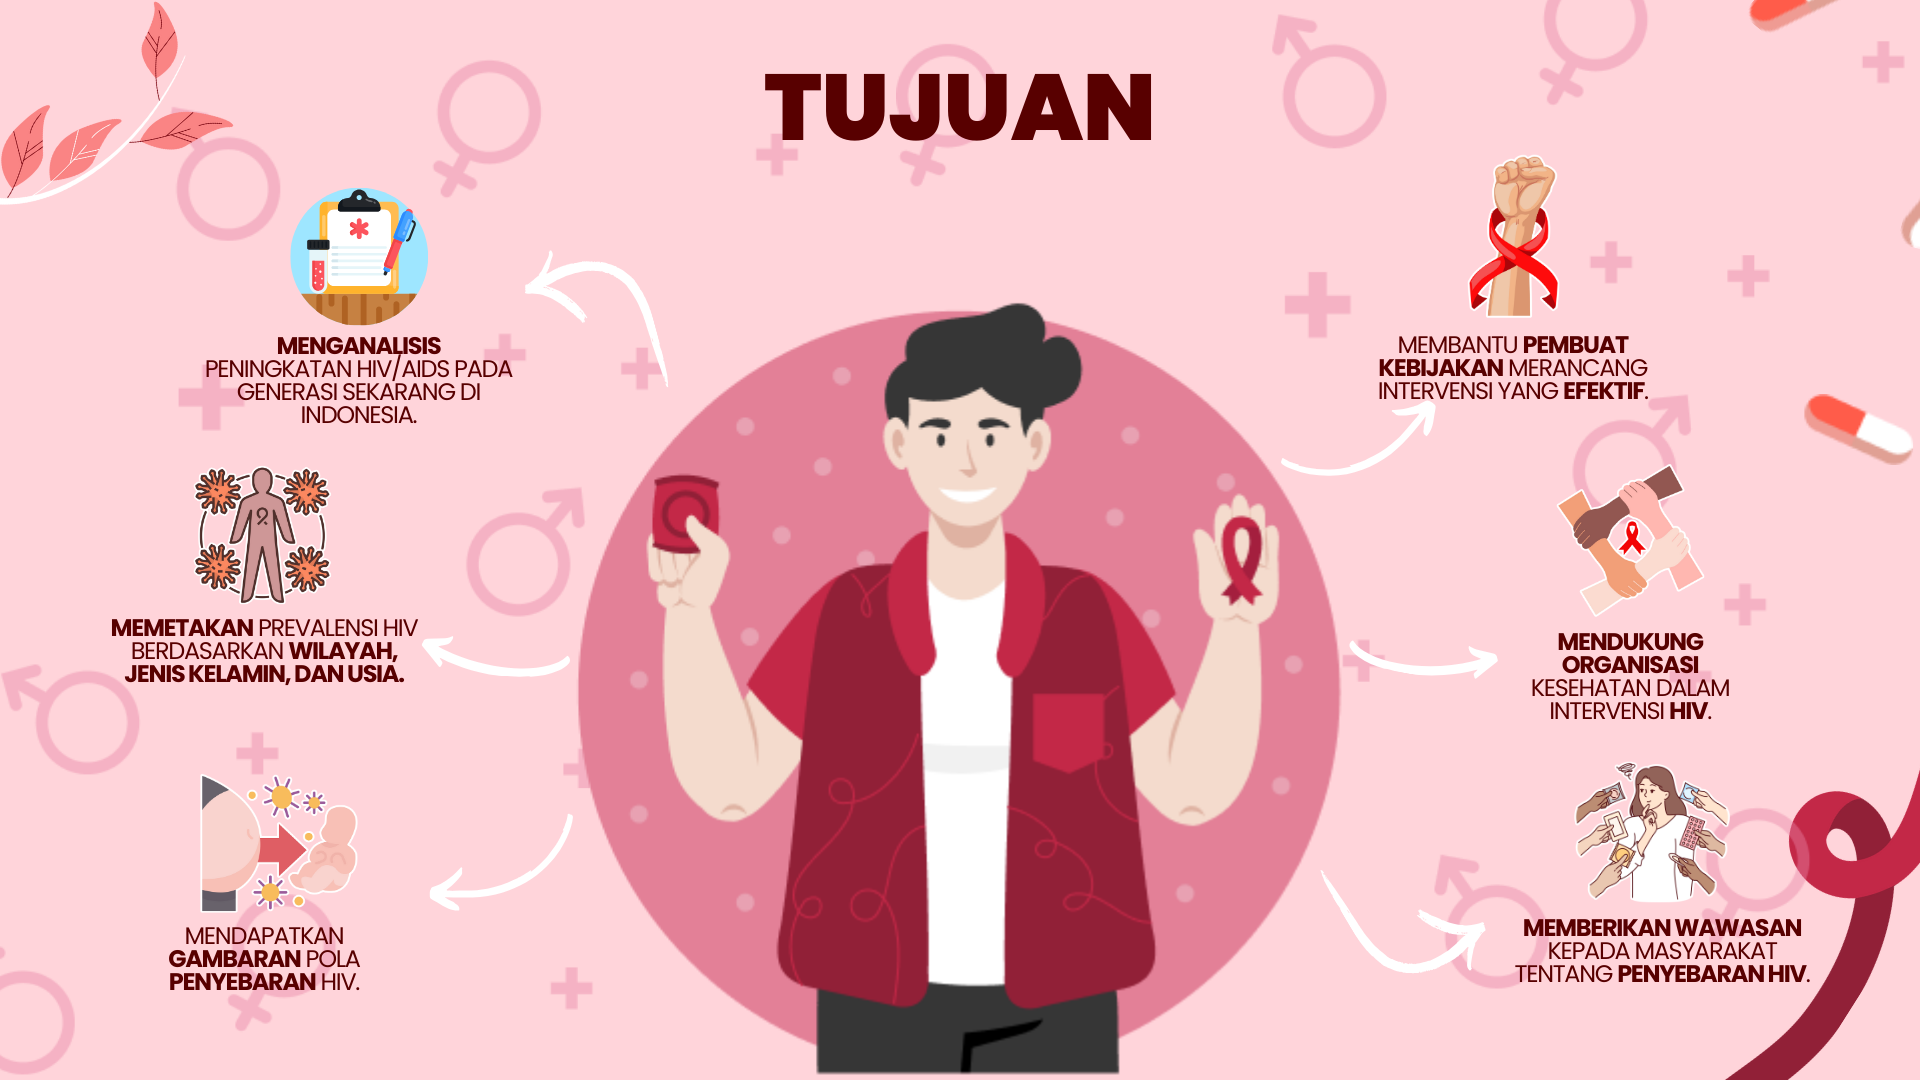 TUJUAN
MENGANALISIS
PENINGKATAN HIV/AIDS PADA
GENERASI SEKARANG DI
INDONESIA.
MEMETAKAN PREVALENSI HIV
BERDASARKAN WILAYAH,
JENIS KELAMIN, DAN USIA.
MENDAPATKAN
GAMBARAN POLA
PENYEBARAN HIV.
MEMBANTU PEMBUAT
KEBIJAKAN MERANCANG
INTERVENSI YANG EFEKTIF.
MENDUKUNG
ORGANISASI
KESEHATAN DALAM
INTERVENSI HIV.
MEMBERIKAN WAWASAN
KEPADA MASYARAKAT
TENTANG PENYEBARAN HIV.